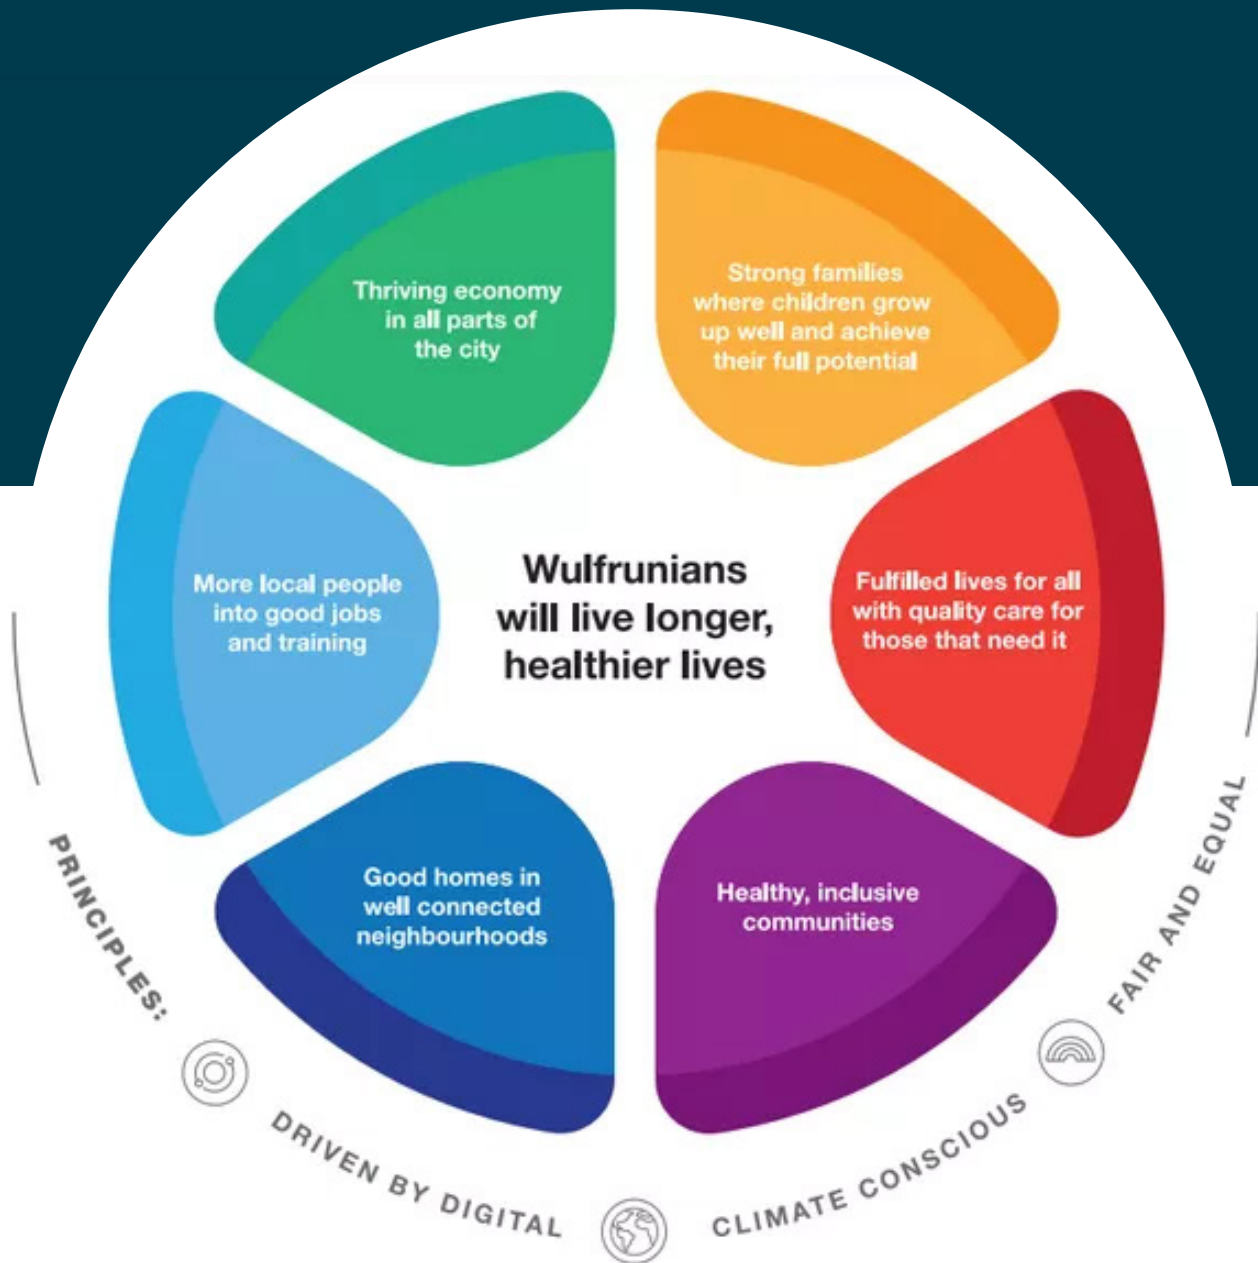 Thriving economy
in all parts of
the city
Strong families
where children grow
up well and achieve
their full potential
More local people
into good jobs
and training
Wulfrunians
will live longer,
healthier lives
Fulfilled lives for all
with quality care for
those that need it
Good homes in
well connected
neighbourhoods
Healthy, inclusive
communities
PRINCIPLES:
DRIVEN BY DIGITAL
CLIMATE CONSCIOUS
FAIR AND EQUAL